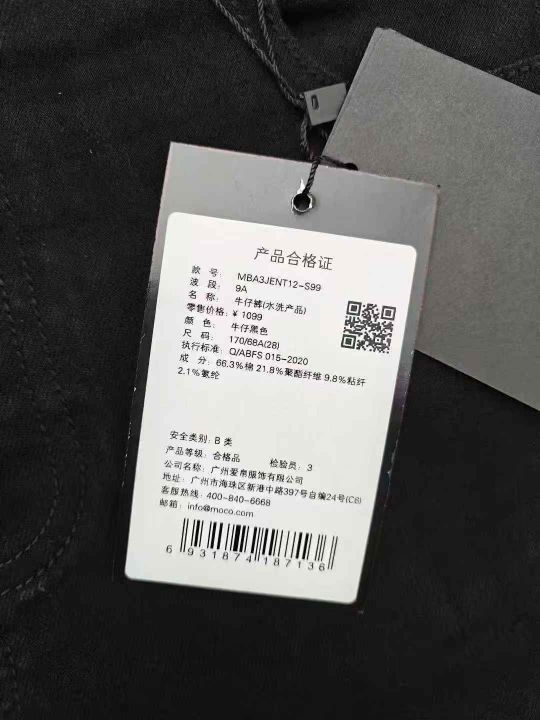 产品合格证
款 号: MBA3JENT12-S99
波 段: 9A
名 称: 牛仔裤(水洗产品)
零售价格: ¥ 1099
颜 色: 牛仔黑色
尺 码: 170/68A(28)
执行标准: Q/ABFS 015-2020
成 分: 66.3%棉 21.8%聚酯纤维 9.8%粘纤
2.1%氨纶
安全类别: B 类
产品等级: 合格品 检验员: 3
公司名称: 广州爱帛服饰有限公司
地址: 广州市海珠区新港中路397号自编24号(C6)
客服热线: 400-840-6668
邮箱: info@moco.com
6 931874 187136